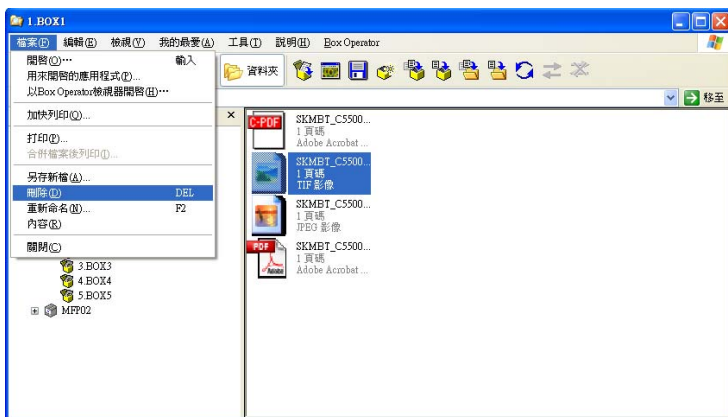 1.BOX1
檔案(F) 編輯(E) 檢視(V) 我的最愛(A) 工具(T) 說明(H) Box Operator
開啓(O)… 輸入
用來開啓的應用程式(P)...
以Box Operator檢視器開啓(H)…
加快列印(Q)...
打印(P)...
合併檔案後列印(I)...
另存新檔(A)...
刪除(D) DEL
重新命名(N)... F2
內容(R)
關閉(C)
資料夾
移至
3.BOX3
4.BOX4
5.BOX5
MFP02
C-PDF
SKMBT_C5500...
1 頁碼
Adobe Acrobat ...
SKMBT_C5500...
1 頁碼
TIF 影像
SKMBT_C5500...
1 頁碼
JPEG 影像
PDF
Adobe
SKMBT_C5500...
1 頁碼
Adobe Acrobat ...